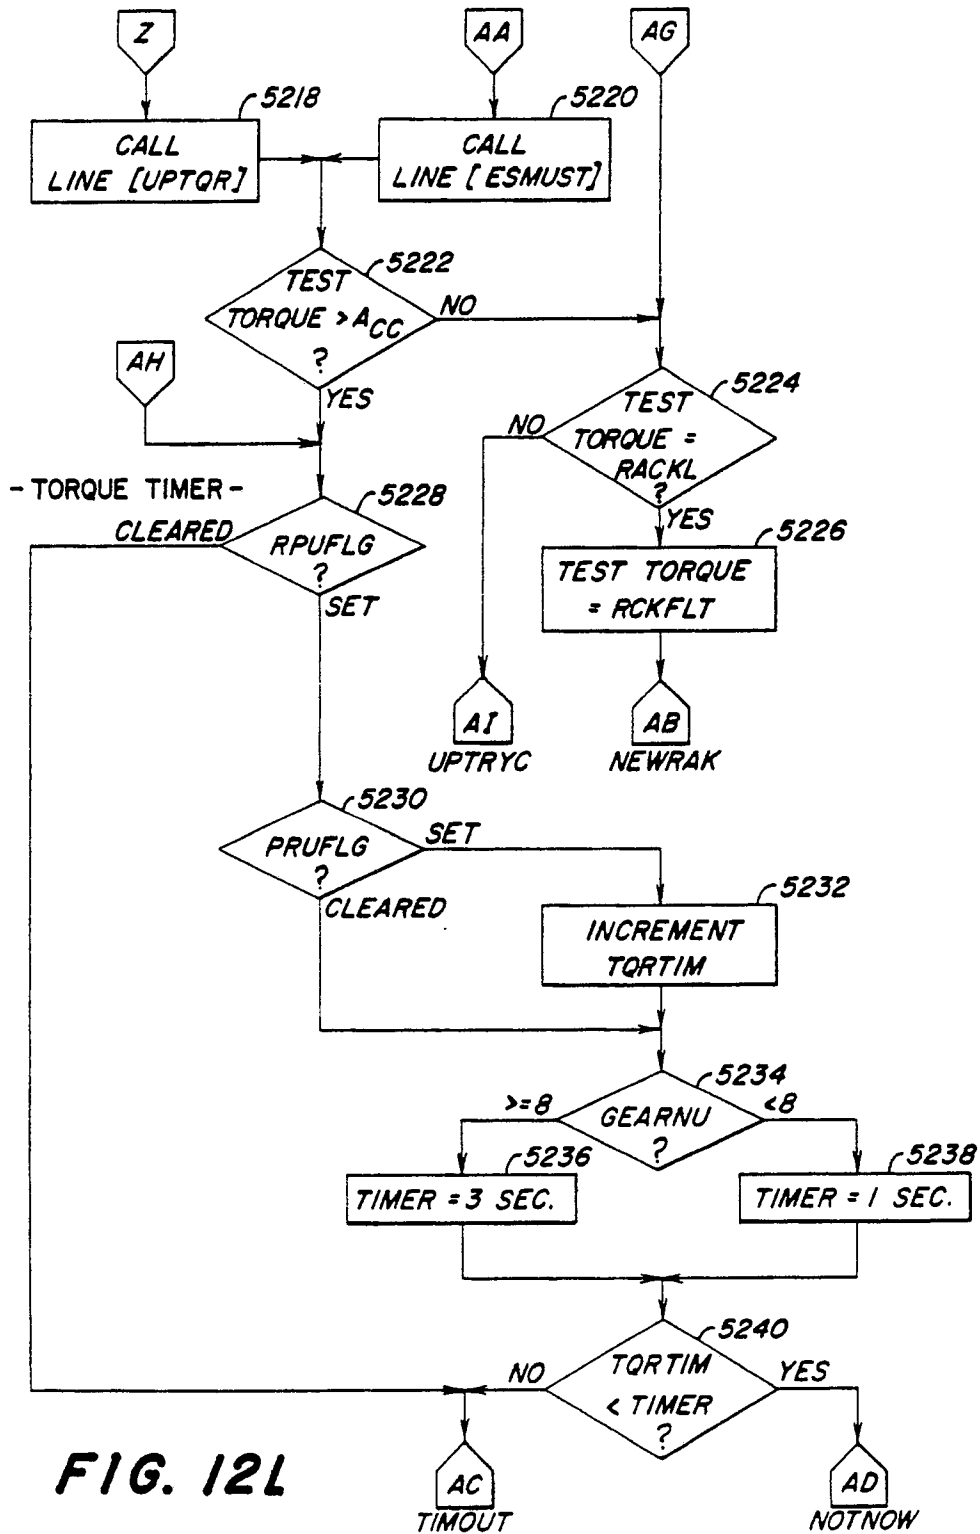 Z
AA
AG
5218
5220
CALL
LINE [UPTQR]
CALL
LINE [ESMUST]
5222
TEST
TORQUE > ACC
?
NO
YES
AH
5224
TEST
TORQUE =
RACKL
?
NO
YES
- TORQUE TIMER -
5228
CLEARED
RPUFLG
?
SET
5226
TEST TORQUE
= RCKFLT
AI
UPTRYC
AB
NEWRAK
5230
PRUFLG
?
SET
CLEARED
5232
INCREMENT
TQRTIM
5234
>=8
GEARNU
?
<8
5236
TIMER = 3 SEC.
5238
TIMER = 1 SEC.
5240
NO
TQRTIM
< TIMER
?
YES
FIG. 12L
AC
TIMOUT
AD
NOTNOW